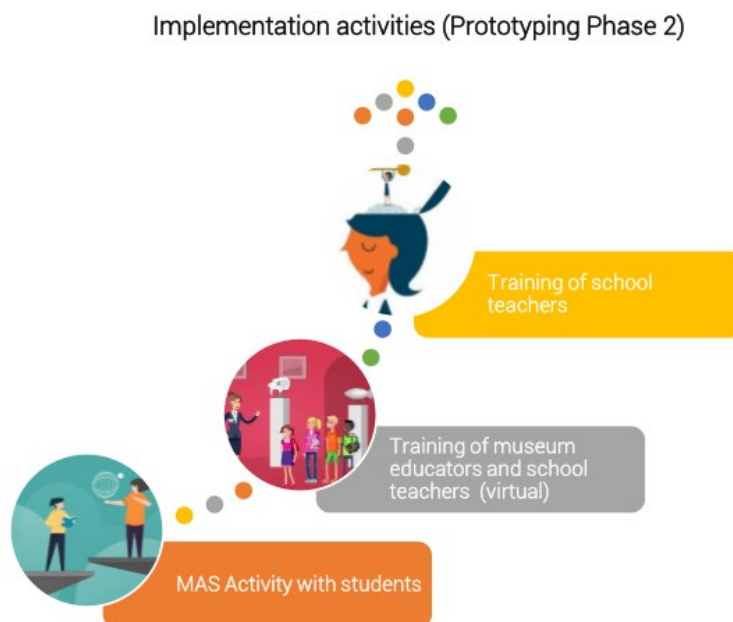 Implementation activities (Prototyping Phase 2)
Training of school
teachers
Training of museum
educators and school
teachers (virtual)
MAS Activity with students